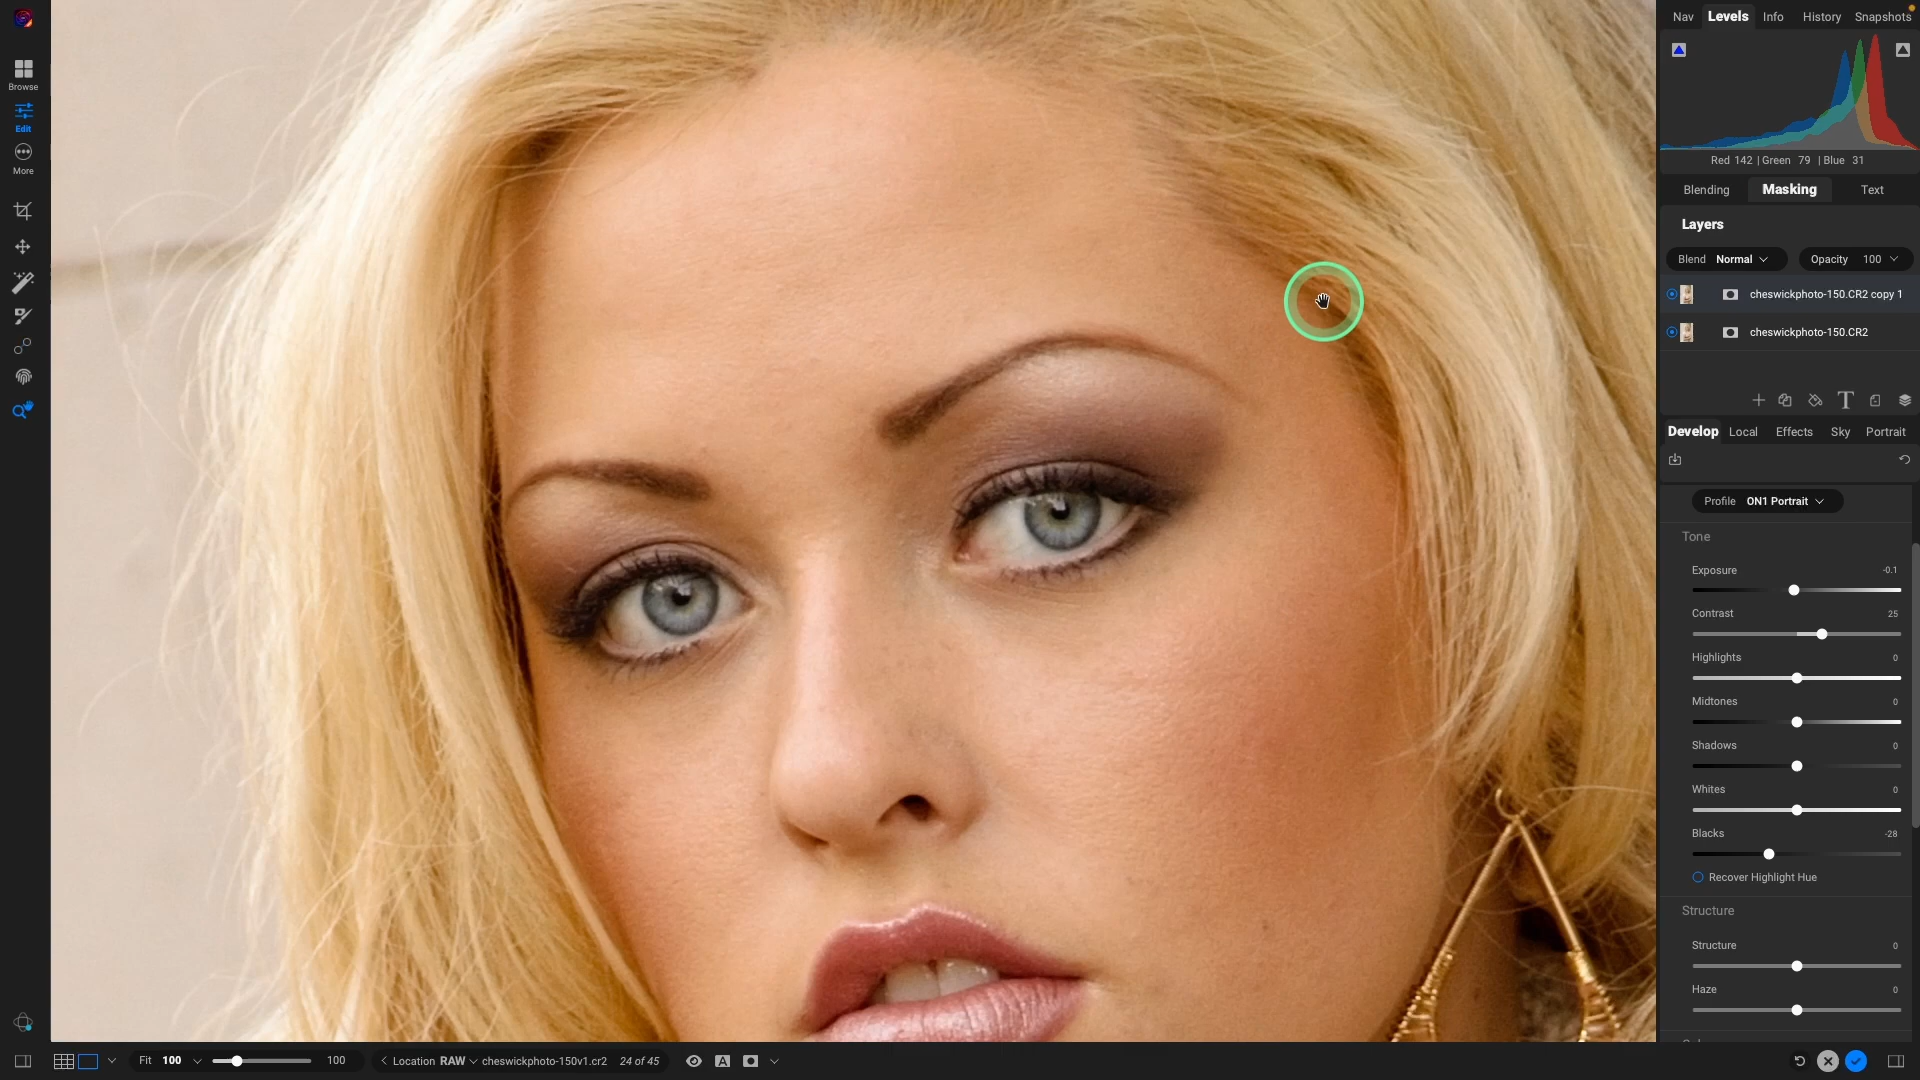 Browse
Edit
More
Nav Levels Info History Snapshots
Red 142 | Green 79 | Blue 31
Blending Masking Text
Layers
Blend Normal Opacity 100
cheswickphoto-150.CR2 copy 1
cheswickphoto-150.CR2
T
Develop Local Effects Sky Portrait
Profile ON1 Portrait
Tone
Exposure -0.1
Contrast 25
Highlights 0
Midtones 0
Shadows 0
Whites 0
Blacks -28
Recover Highlight Hue
Structure
Structure 0
Haze 0
Fit 100 100 Location RAW cheswickphoto-150v1.cr2 24 of 45 A